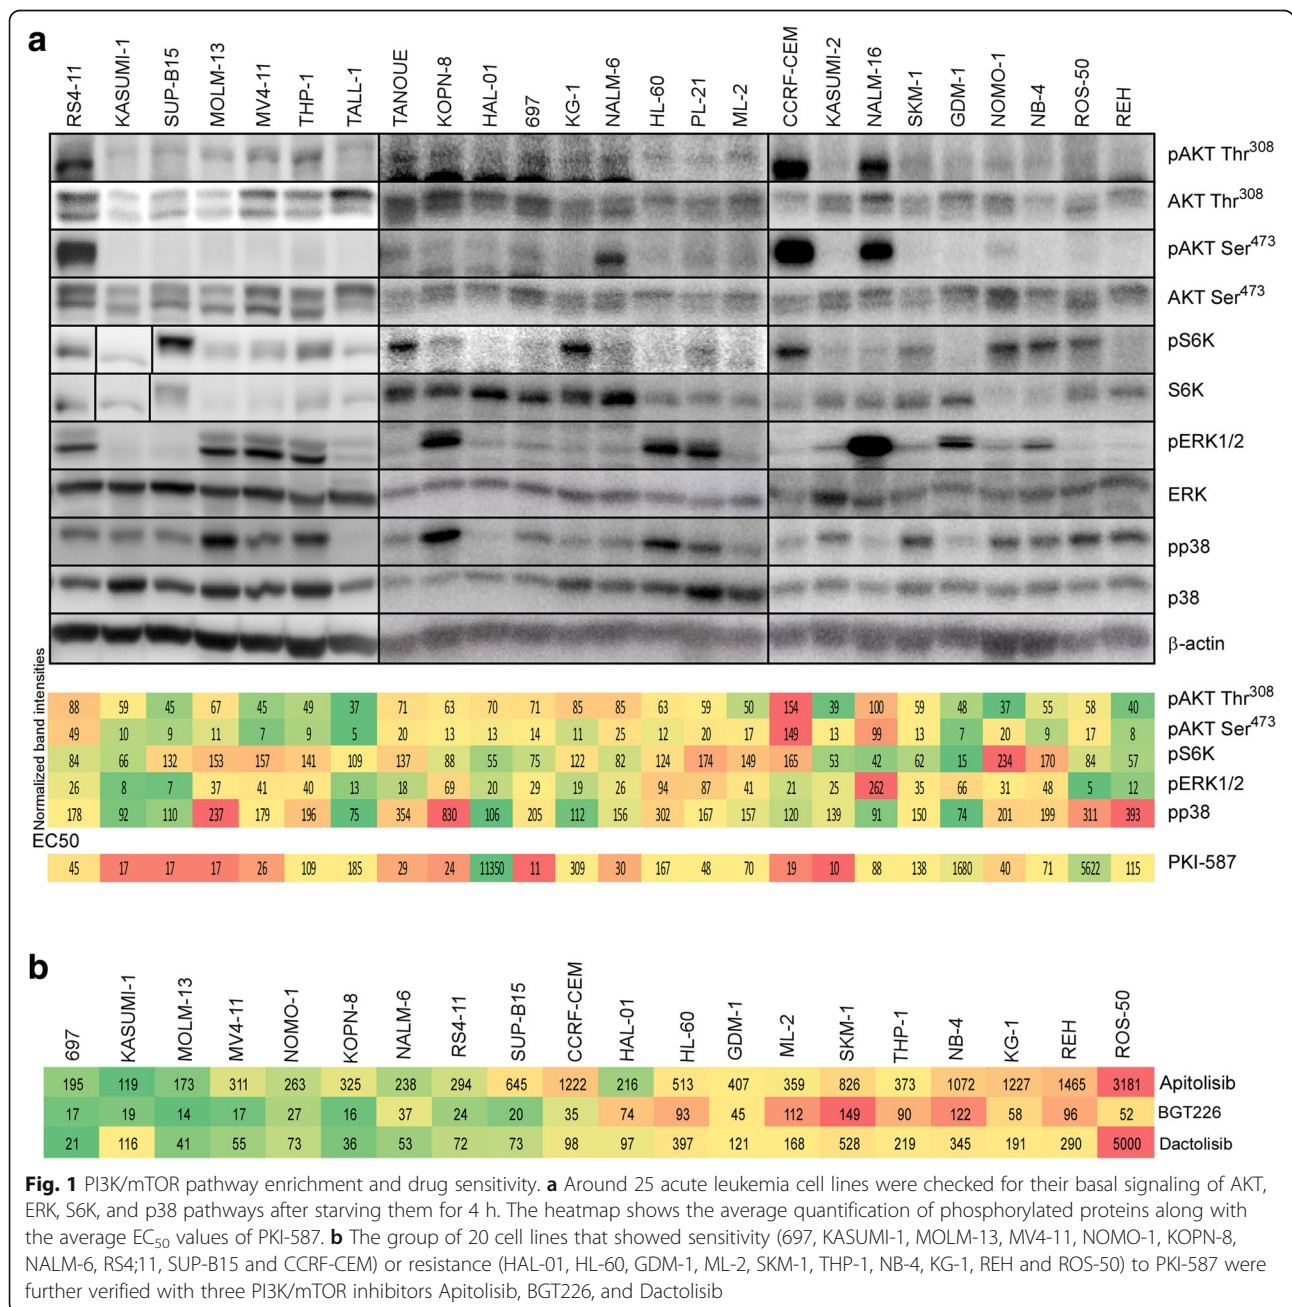 a
RS4-11 KASUMI-1 SUP-B15 MOLM-13 MV4-11 THP-1 TALL-1 TANOUE KOPN-8 HAL-01 697 KG-1 NALM-6 HL-60 PL-21 ML-2 CCRF-CEM KASUMI-2 NALM-16 SKM-1 GDM-1 NOMO-1 NB-4 ROS-50 REH
pAKT Thr308
AKT Thr308
pAKT Ser473
AKT Ser473
pS6K
S6K
pERK1/2
ERK
pp38
p38
β-actin
Normalized band intensities
88 59 45 67 45 49 37 71 63 70 71 85 85 63 59 50 154 39 100 59 48 37 55 58 40 pAKT Thr308
49 10 9 11 7 9 5 20 13 13 14 11 25 12 20 17 149 13 99 13 7 20 9 17 8 pAKT Ser473
84 66 132 153 157 141 109 137 88 55 75 122 82 124 174 149 165 53 42 62 15 234 170 84 57 pS6K
26 8 7 37 41 40 13 18 69 20 29 19 26 94 87 41 21 25 262 35 66 31 48 5 12 pERK1/2
178 92 110 237 179 196 75 354 830 106 205 112 156 302 167 157 120 139 91 150 74 201 199 311 393 pp38
EC50
45 17 17 17 26 109 185 29 24 11350 11 309 30 167 48 70 19 10 88 138 1680 40 71 5622 115 PKI-587
b
697 KASUMI-1 MOLM-13 MV4-11 NOMO-1 KOPN-8 NALM-6 RS4-11 SUP-B15 CCRF-CEM HAL-01 HL-60 GDM-1 ML-2 SKM-1 THP-1 NB-4 KG-1 REH ROS-50
195 119 173 311 263 325 238 294 645 1222 216 513 407 359 826 373 1072 1227 1465 3181 Apitolisib
17 19 14 17 27 16 37 24 20 35 74 93 45 112 149 90 122 58 96 52 BGT226
21 116 41 55 73 36 53 72 73 98 97 397 121 168 528 219 345 191 290 5000 Dactolisib
Fig. 1 PI3K/mTOR pathway enrichment and drug sensitivity. a Around 25 acute leukemia cell lines were checked for their basal signaling of AKT,
ERK, S6K, and p38 pathways after starving them for 4 h. The heatmap shows the average quantification of phosphorylated proteins along with
the average EC50 values of PKI-587. b The group of 20 cell lines that showed sensitivity (697, KASUMI-1, MOLM-13, MV4-11, NOMO-1, KOPN-8,
NALM-6, RS4;11, SUP-B15 and CCRF-CEM) or resistance (HAL-01, HL-60, GDM-1, ML-2, SKM-1, THP-1, NB-4, KG-1, REH and ROS-50) to PKI-587 were
further verified with three PI3K/mTOR inhibitors Apitolisib, BGT226, and Dactolisib